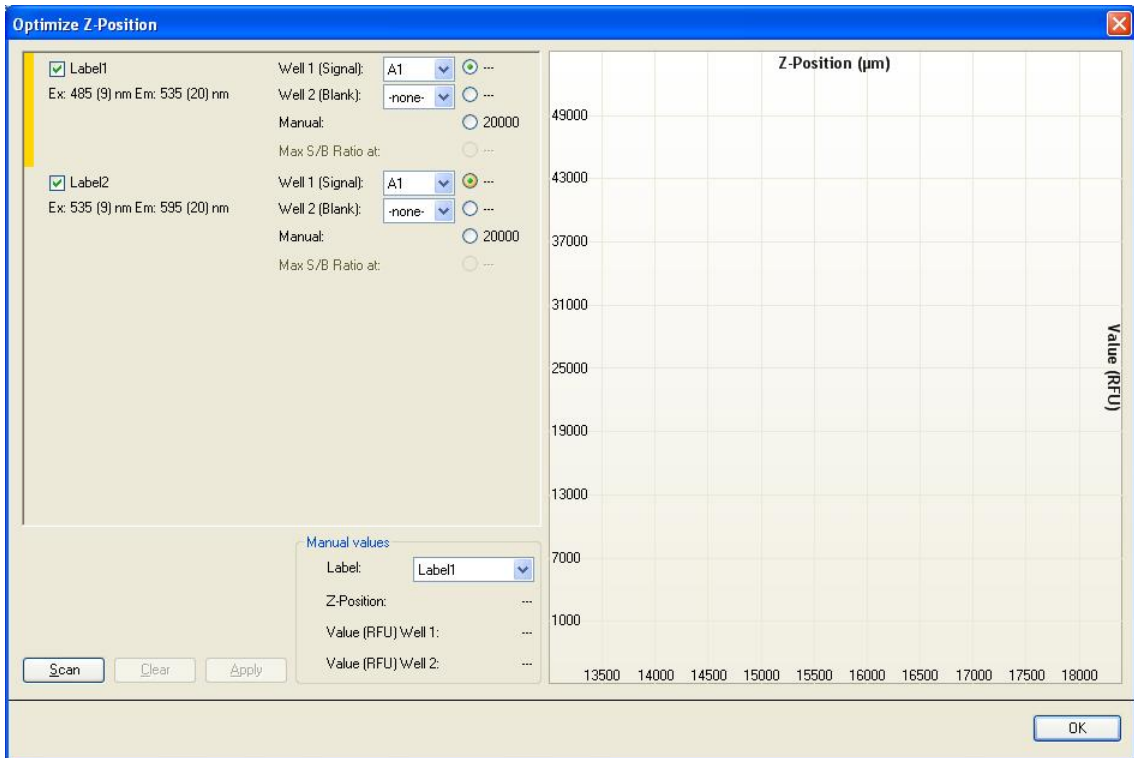 Optimize Z-Position
Label1
Ex: 485 (9) nm Em: 535 (20) nm
Well 1 (Signal): A1 ---
Well 2 (Blank): -none- ---
Manual: 20000
Max S/B Ratio at: ---
Label2
Ex: 535 (9) nm Em: 595 (20) nm
Well 1 (Signal): A1 ---
Well 2 (Blank): -none- ---
Manual: 20000
Max S/B Ratio at: ---
Manual values
Label: Label1
Z-Position: ---
Value (RFU) Well 1: ---
Value (RFU) Well 2: ---
Scan Clear Apply
Z-Position (µm)
49000
43000
37000
31000
25000
19000
13000
7000
1000
Value (RFU)
13500 14000 14500 15000 15500 16000 16500 17000 17500 18000
OK